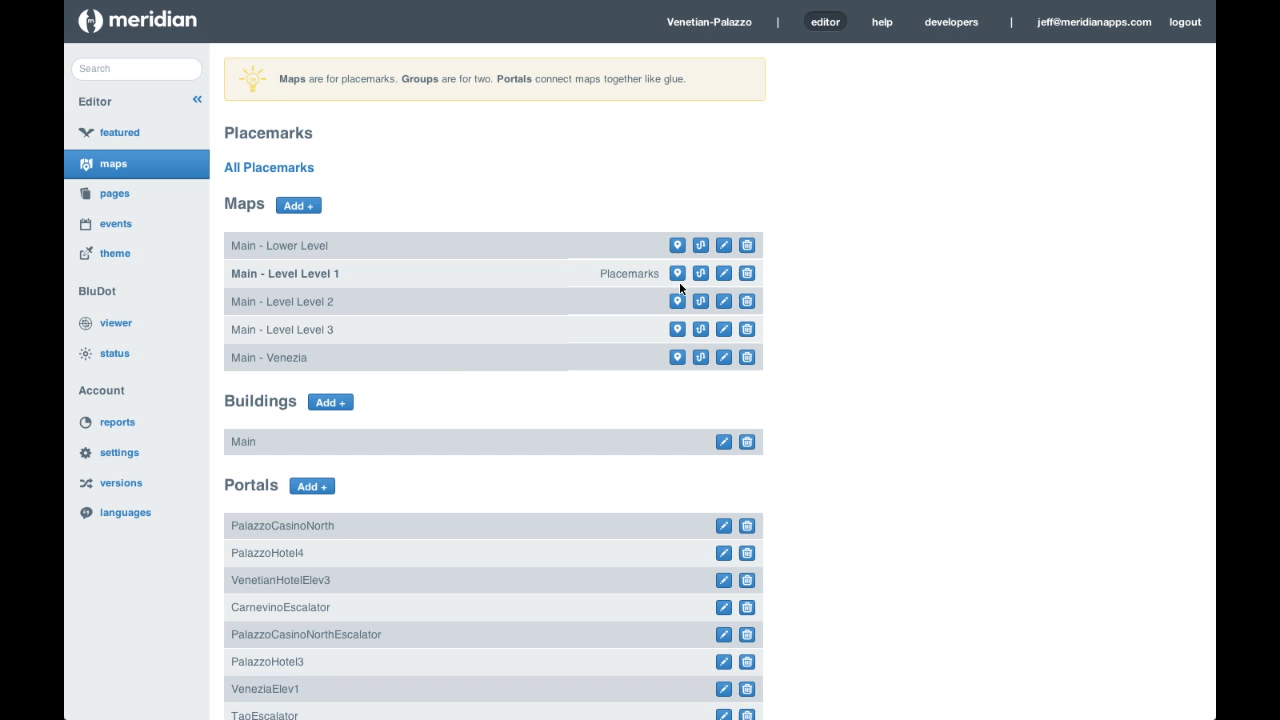 meridian
Venetian-Palazzo | editor help developers | jeff@meridianapps.com logout
Search
Editor
featured
maps
pages
events
theme
BluDot
viewer
status
Account
reports
settings
versions
languages
Maps are for placemarks. Groups are for two. Portals connect maps together like glue.
Placemarks
All Placemarks
Maps Add +
Main - Lower Level
Main - Level Level 1 Placemarks
Main - Level Level 2
Main - Level Level 3
Main - Venezia
Buildings Add +
Main
Portals Add +
PalazzoCasinoNorth
PalazzoHotel4
VenetianHotelElev3
CarnevinoEscalator
PalazzoCasinoNorthEscalator
PalazzoHotel3
VeneziaElev1
TaoEscalator